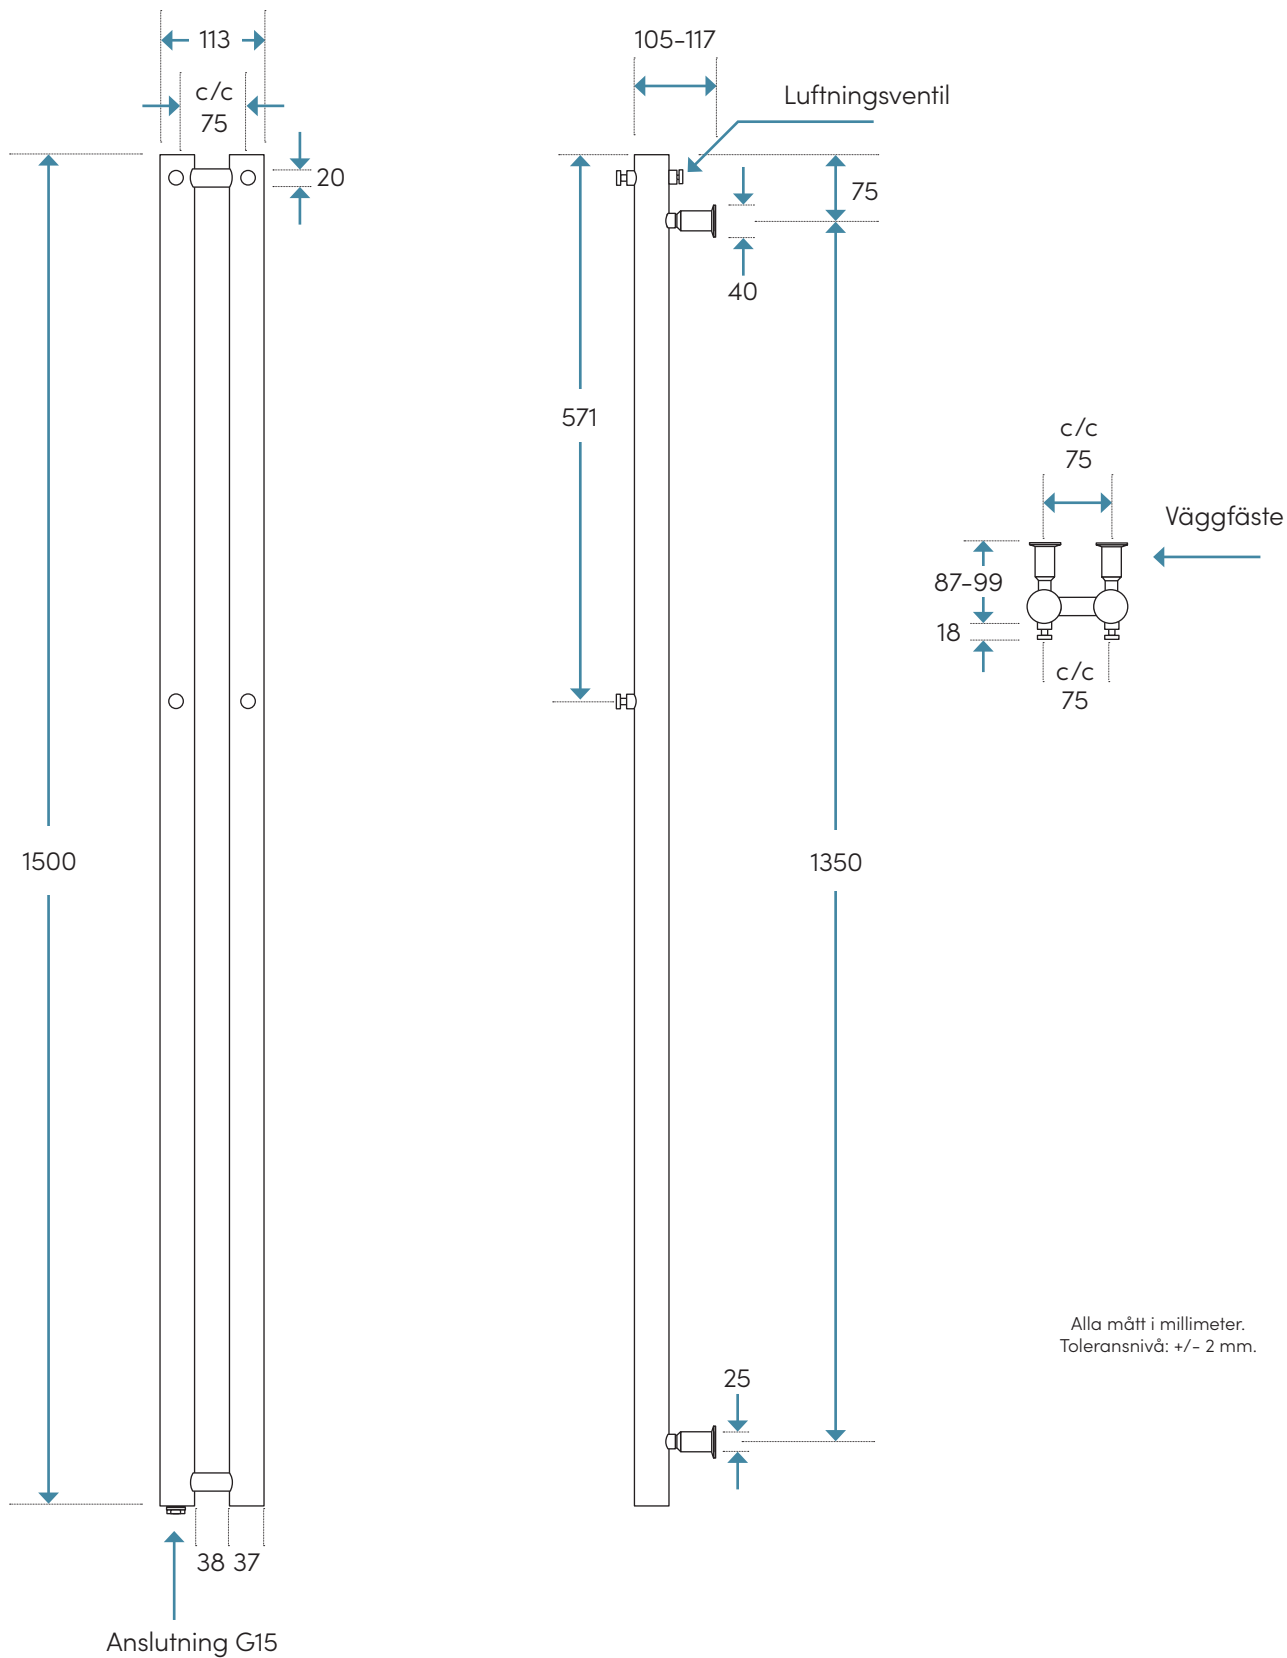 113
c/c
75
20
1500
38 37
Anslutning G15
105-117
Luftningsventil
75
40
571
1350
25
c/c
75
Väggfäste
87-99
18
c/c
75
Alla mått i millimeter.
Toleransnivå: +/- 2 mm.